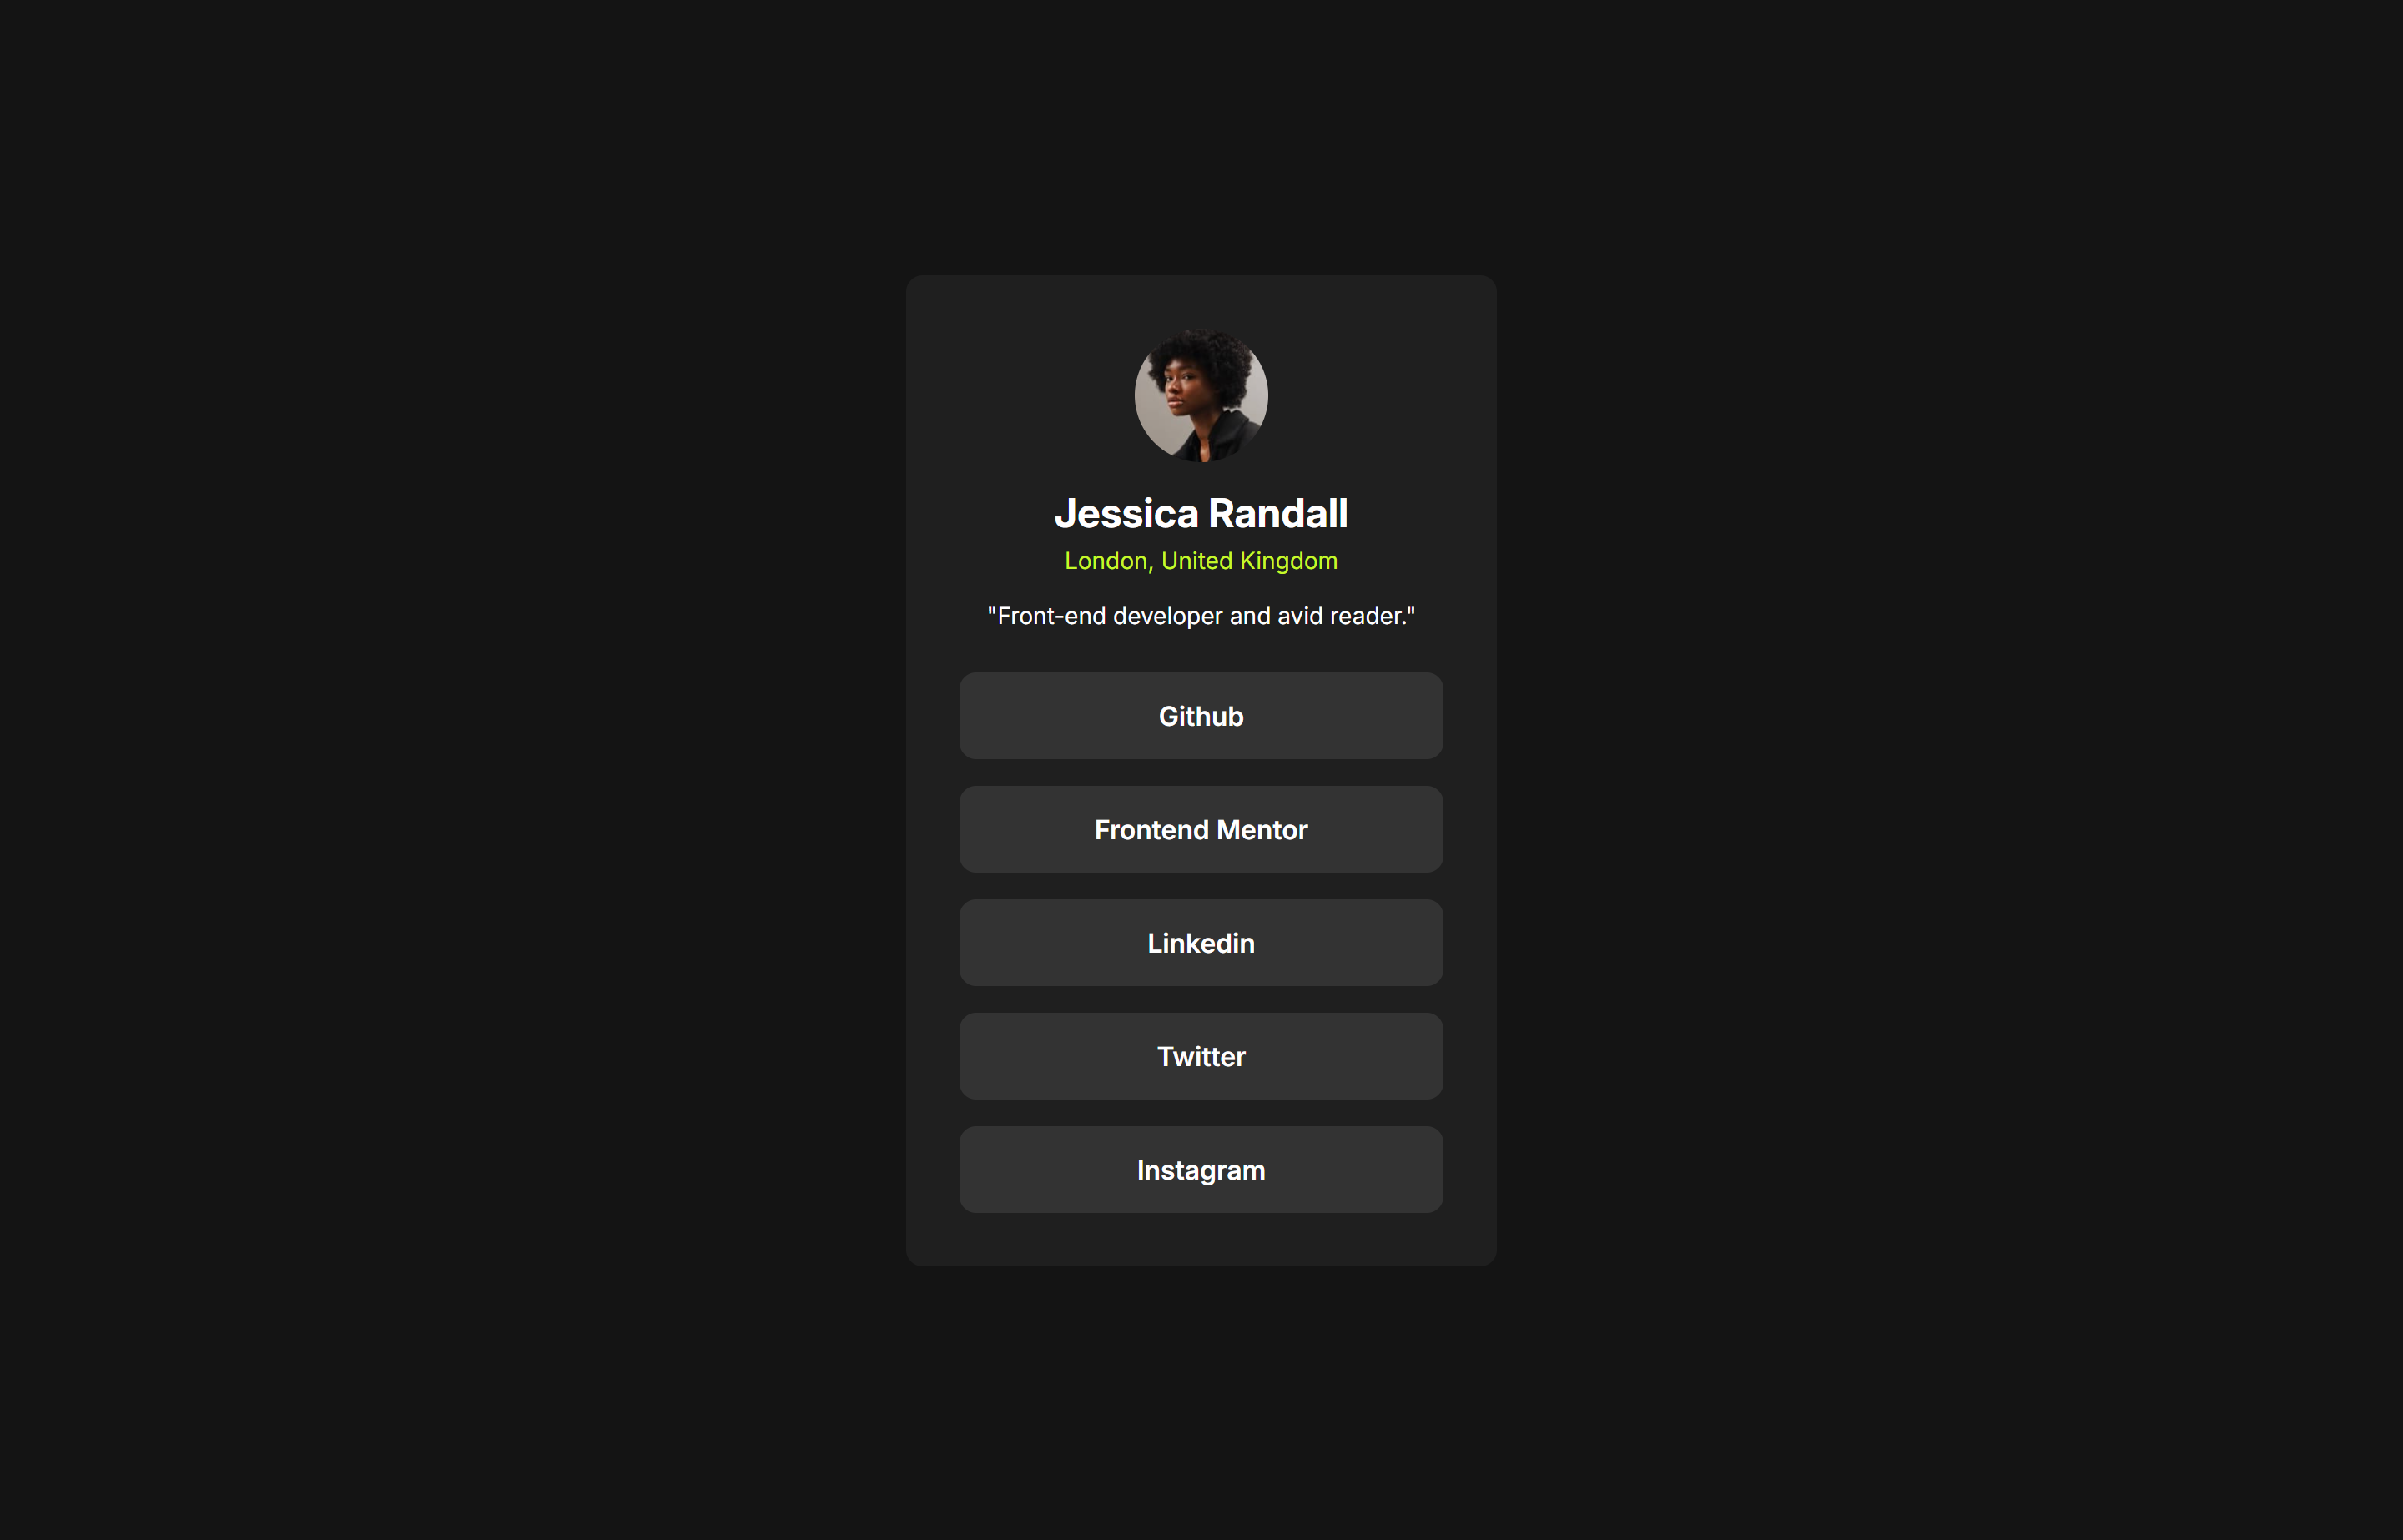 Jessica Randall
London, United Kingdom
"Front-end developer and avid reader."
Github
Frontend Mentor
Linkedin
Twitter
Instagram